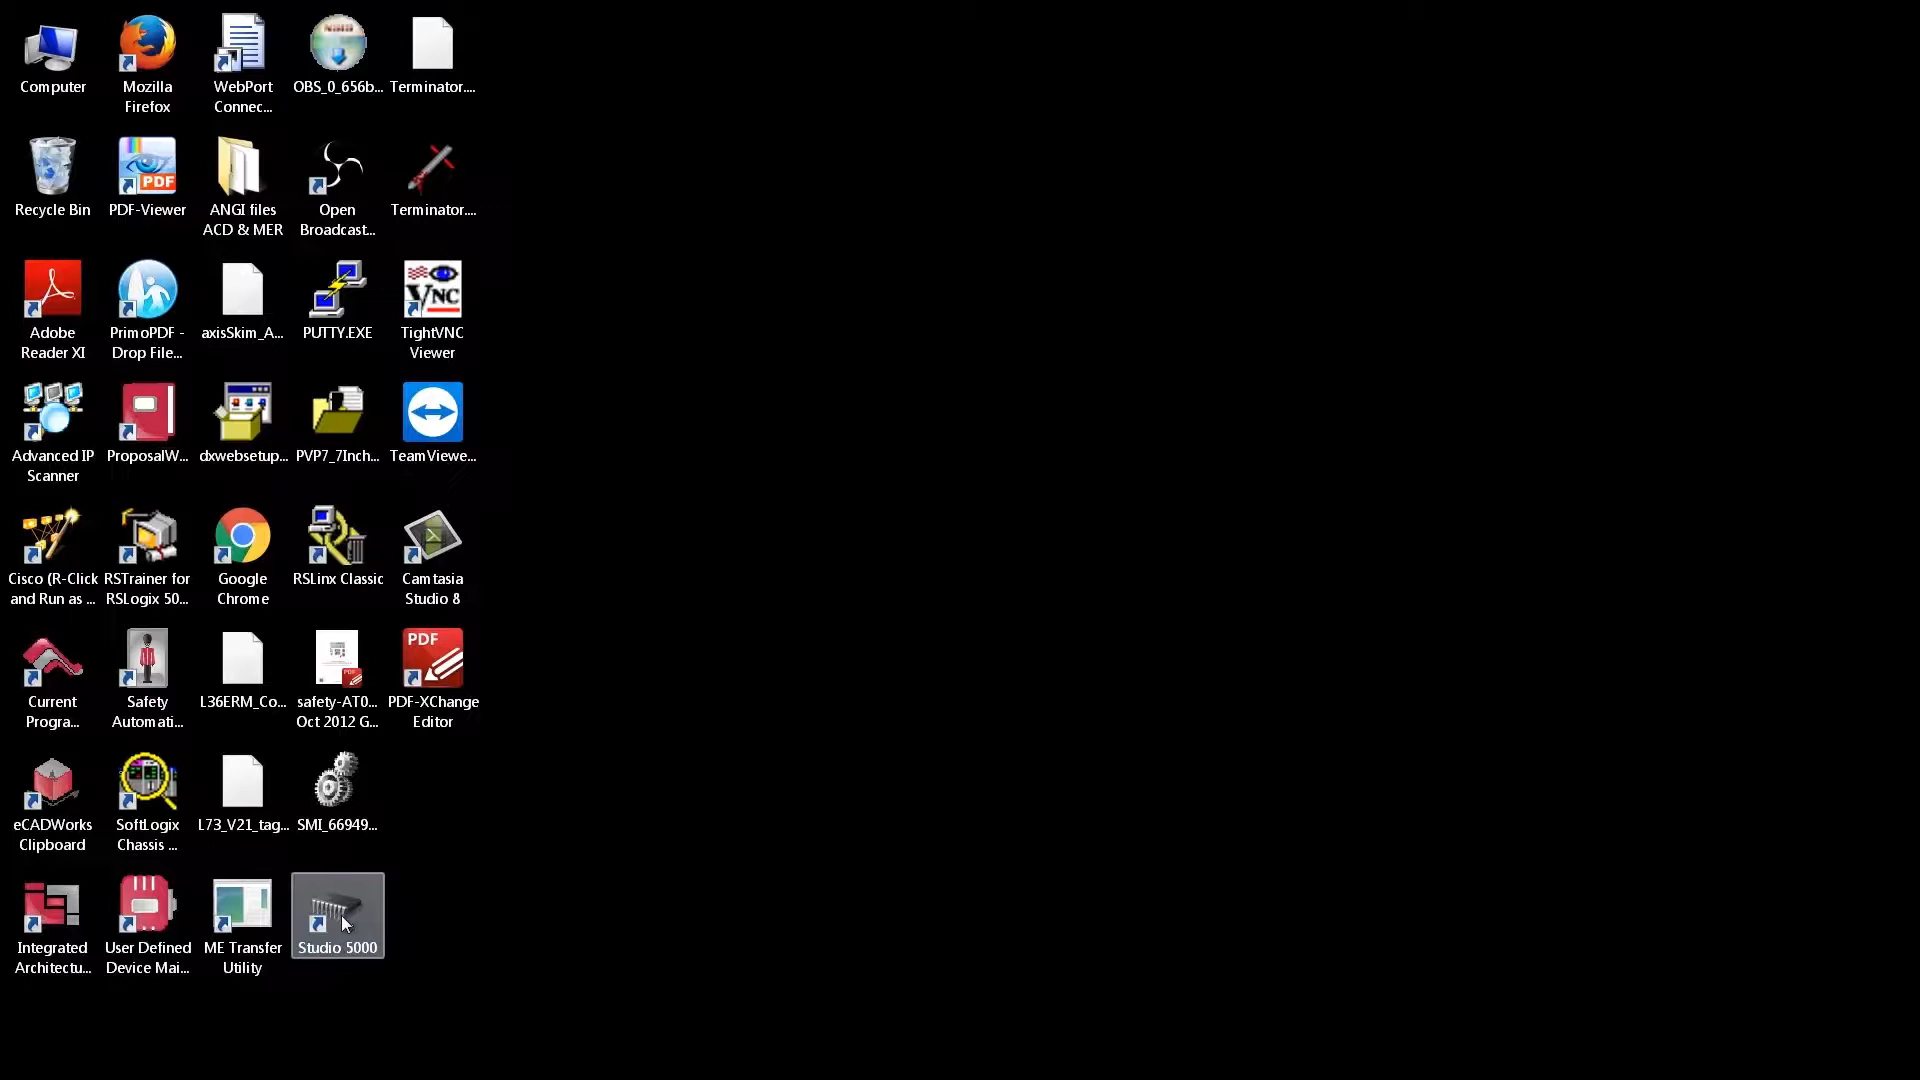 Computer
Mozilla
Firefox
WebPort
Connec...
OBS_0_656b...
Terminator....
Recycle Bin
PDF-Viewer
ANGI files
ACD & MER
Open
Broadcast...
Terminator....
Adobe
Reader XI
PrimoPDF -
Drop File...
axisSkim_A...
PUTTY.EXE
TightVNC
Viewer
Advanced IP
Scanner
ProposalW...
dxwebsetup...
PVP7_7Inch...
TeamViewe...
Cisco (R-Click
and Run as ...
RSTrainer for
RSLogix 50...
Google
Chrome
RSLinx Classic
Camtasia
Studio 8
Current
Progra...
Safety
Automati...
L36ERM_Co...
safety-AT0...
Oct 2012 G...
PDF-XChange
Editor
eCADWorks
Clipboard
SoftLogix
Chassis ...
L73_V21_tag...
SMI_66949...
Integrated
Architectu...
User Defined
Device Mai...
ME Transfer
Utility
Studio 5000
PDF
VNC
PDF